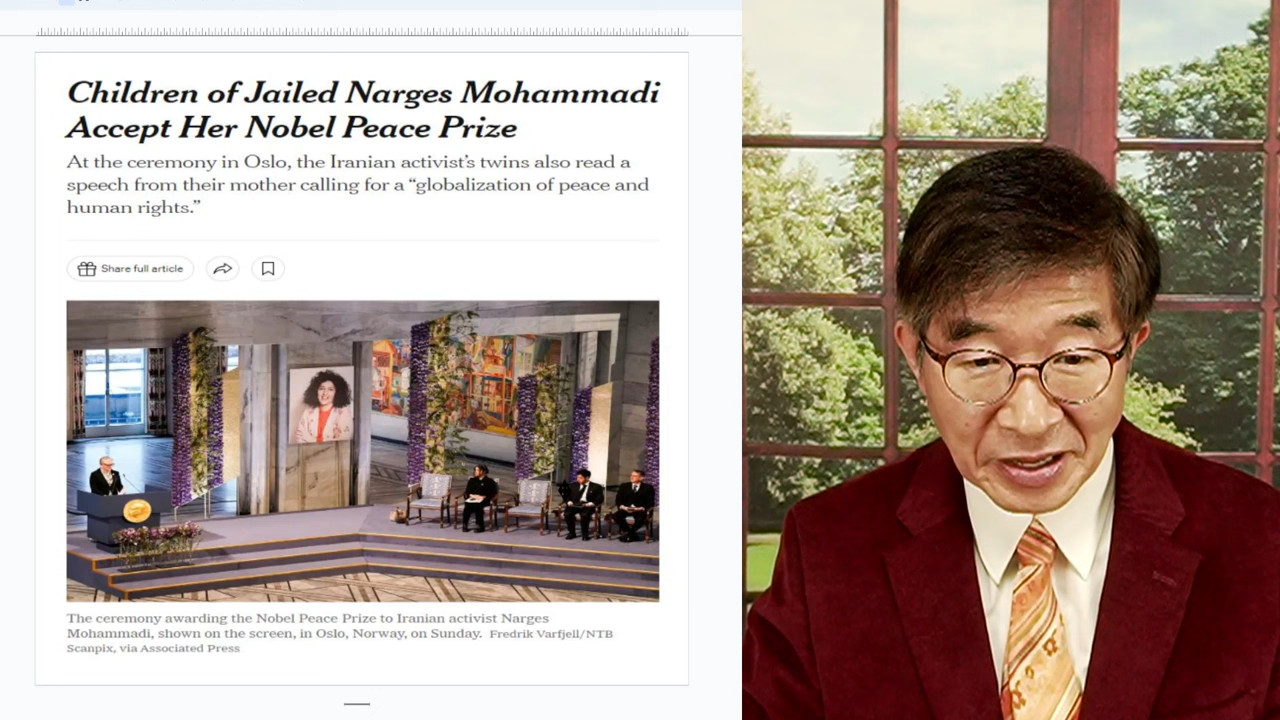 Children of Jailed Narges Mohammadi
Accept Her Nobel Peace Prize
At the ceremony in Oslo, the Iranian activist’s twins also read a
speech from their mother calling for a “globalization of peace and
human rights.”
Share full article
The ceremony awarding the Nobel Peace Prize to Iranian activist Narges
Mohammadi, shown on the screen, in Oslo, Norway, on Sunday. Fredrik Varfjell/NTB
Scanpix, via Associated Press